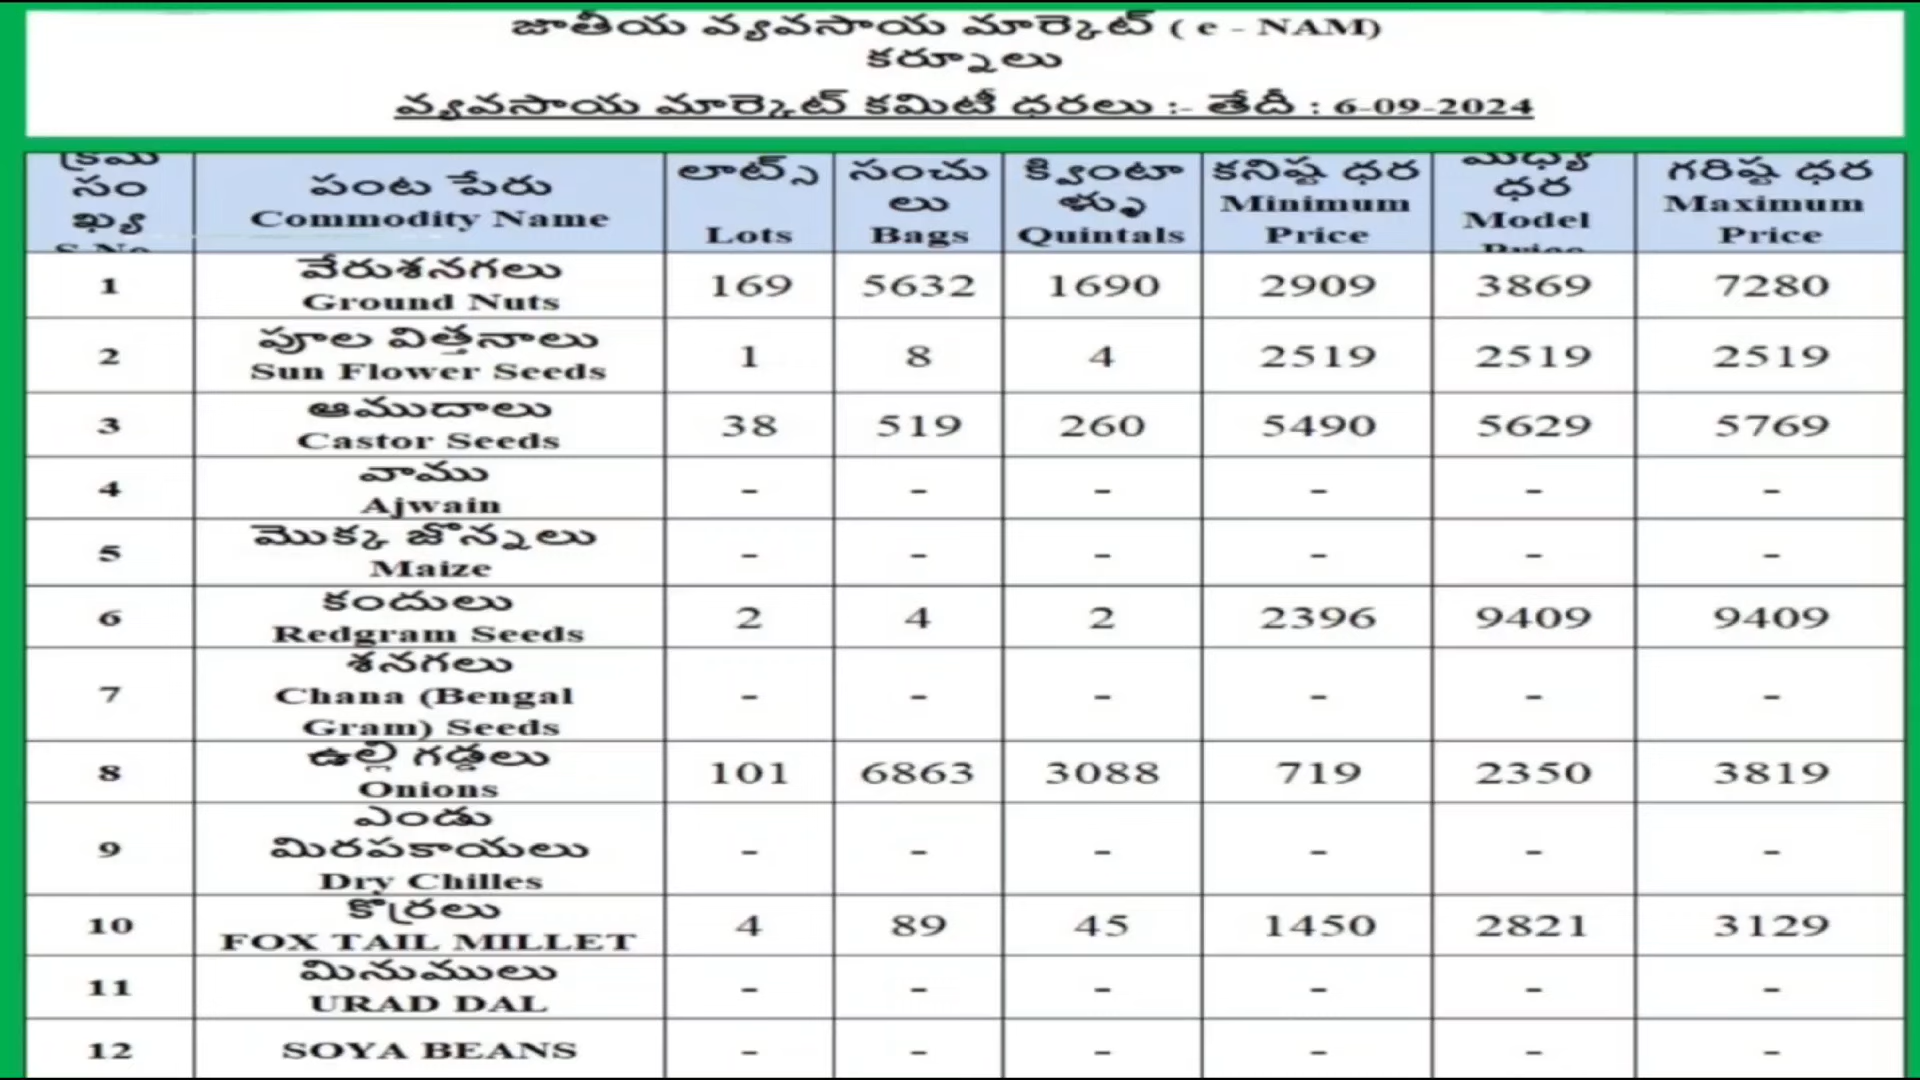 జాతీయ వ్యవసాయ మార్కెట్ ( e - NAM)
కర్నూలు
వ్యవసాయ మార్కెట్ కమిటీ ధరలు :- తేదీ : 6-09-2024
క్రమ సంఖ్య S.No పంట పేరు Commodity Name లాట్స్ Lots సంచులు Bags క్వింటాళ్ళు Quintals కనిష్ట ధర Minimum Price మధ్య ధర Model Price గరిష్ట ధర Maximum Price
1 వేరుశనగలు Ground Nuts 169 5632 1690 2909 3869 7280
2 పూల విత్తనాలు Sun Flower Seeds 1 8 4 2519 2519 2519
3 ఆముదాలు Castor Seeds 38 519 260 5490 5629 5769
4 వాము Ajwain - - - - - -
5 మొక్క జొన్నలు Maize - - - - - -
6 కందులు Redgram Seeds 2 4 2 2396 9409 9409
7 శనగలు Chana (Bengal Gram) Seeds - - - - - -
8 ఉల్లి గడ్డలు Onions 101 6863 3088 719 2350 3819
9 ఎండు మిరపకాయలు Dry Chilles - - - - - -
10 కొర్రలు FOX TAIL MILLET 4 89 45 1450 2821 3129
11 మినుములు URAD DAL - - - - - -
12 SOYA BEANS - - - - - -